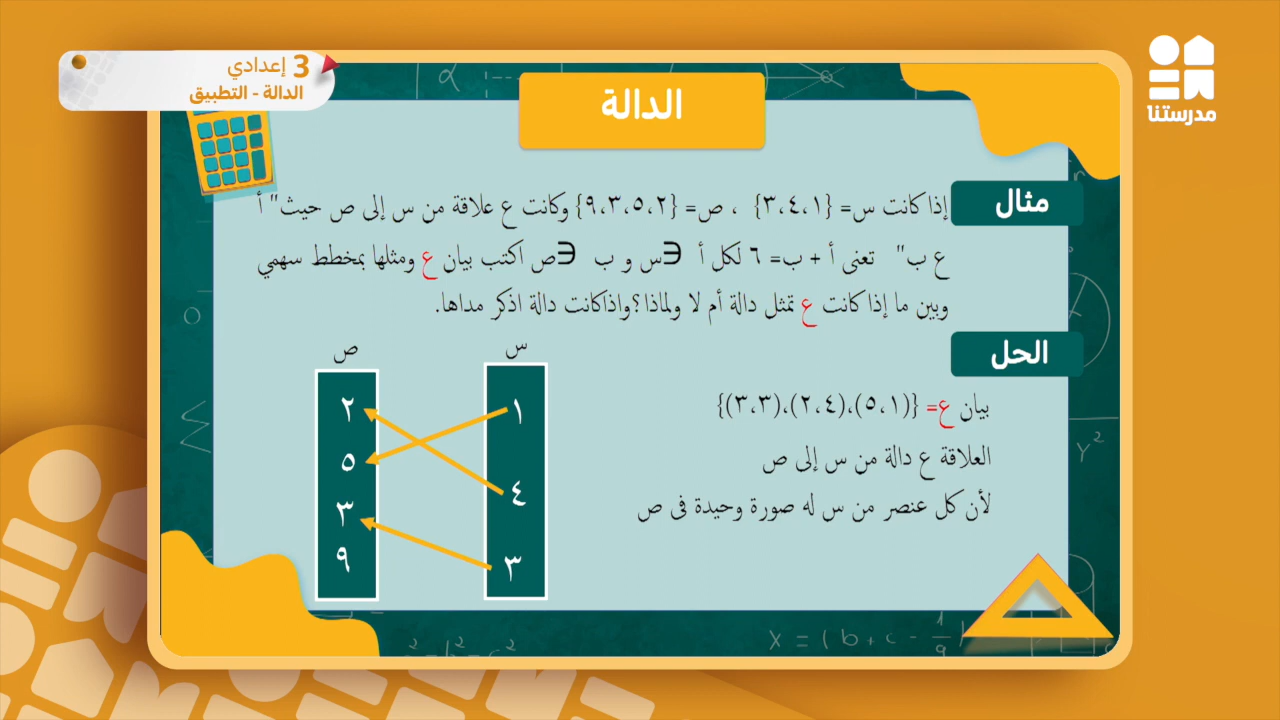 مدرستنا
3 إعدادي
الدالة - التطبيق
الدالة
مثال
إذا كانت س= {١،٤،٣} ، ص= {٢،٥،٣،٩} وكانت ع علاقة من س إلى ص حيث" أ
ع ب" تعنى أ + ب= ٦ لكل أ ∋س و ب ∋ص اكتب بيان ع ومثلها بمخطط سهمي
وبين ما إذا كانت ع تمثل دالة أم لا ولماذا؟واذاكانت دالة اذكر مداها.
الحل
بيان ع= {(٥،١)،(٢،٤)،(٣،٣)}
العلاقة ع دالة من س إلى ص
لأن كل عنصر من س له صورة وحيدة فى ص
س
١
٤
٣
ص
٢
٥
٣
٩
α
Y²